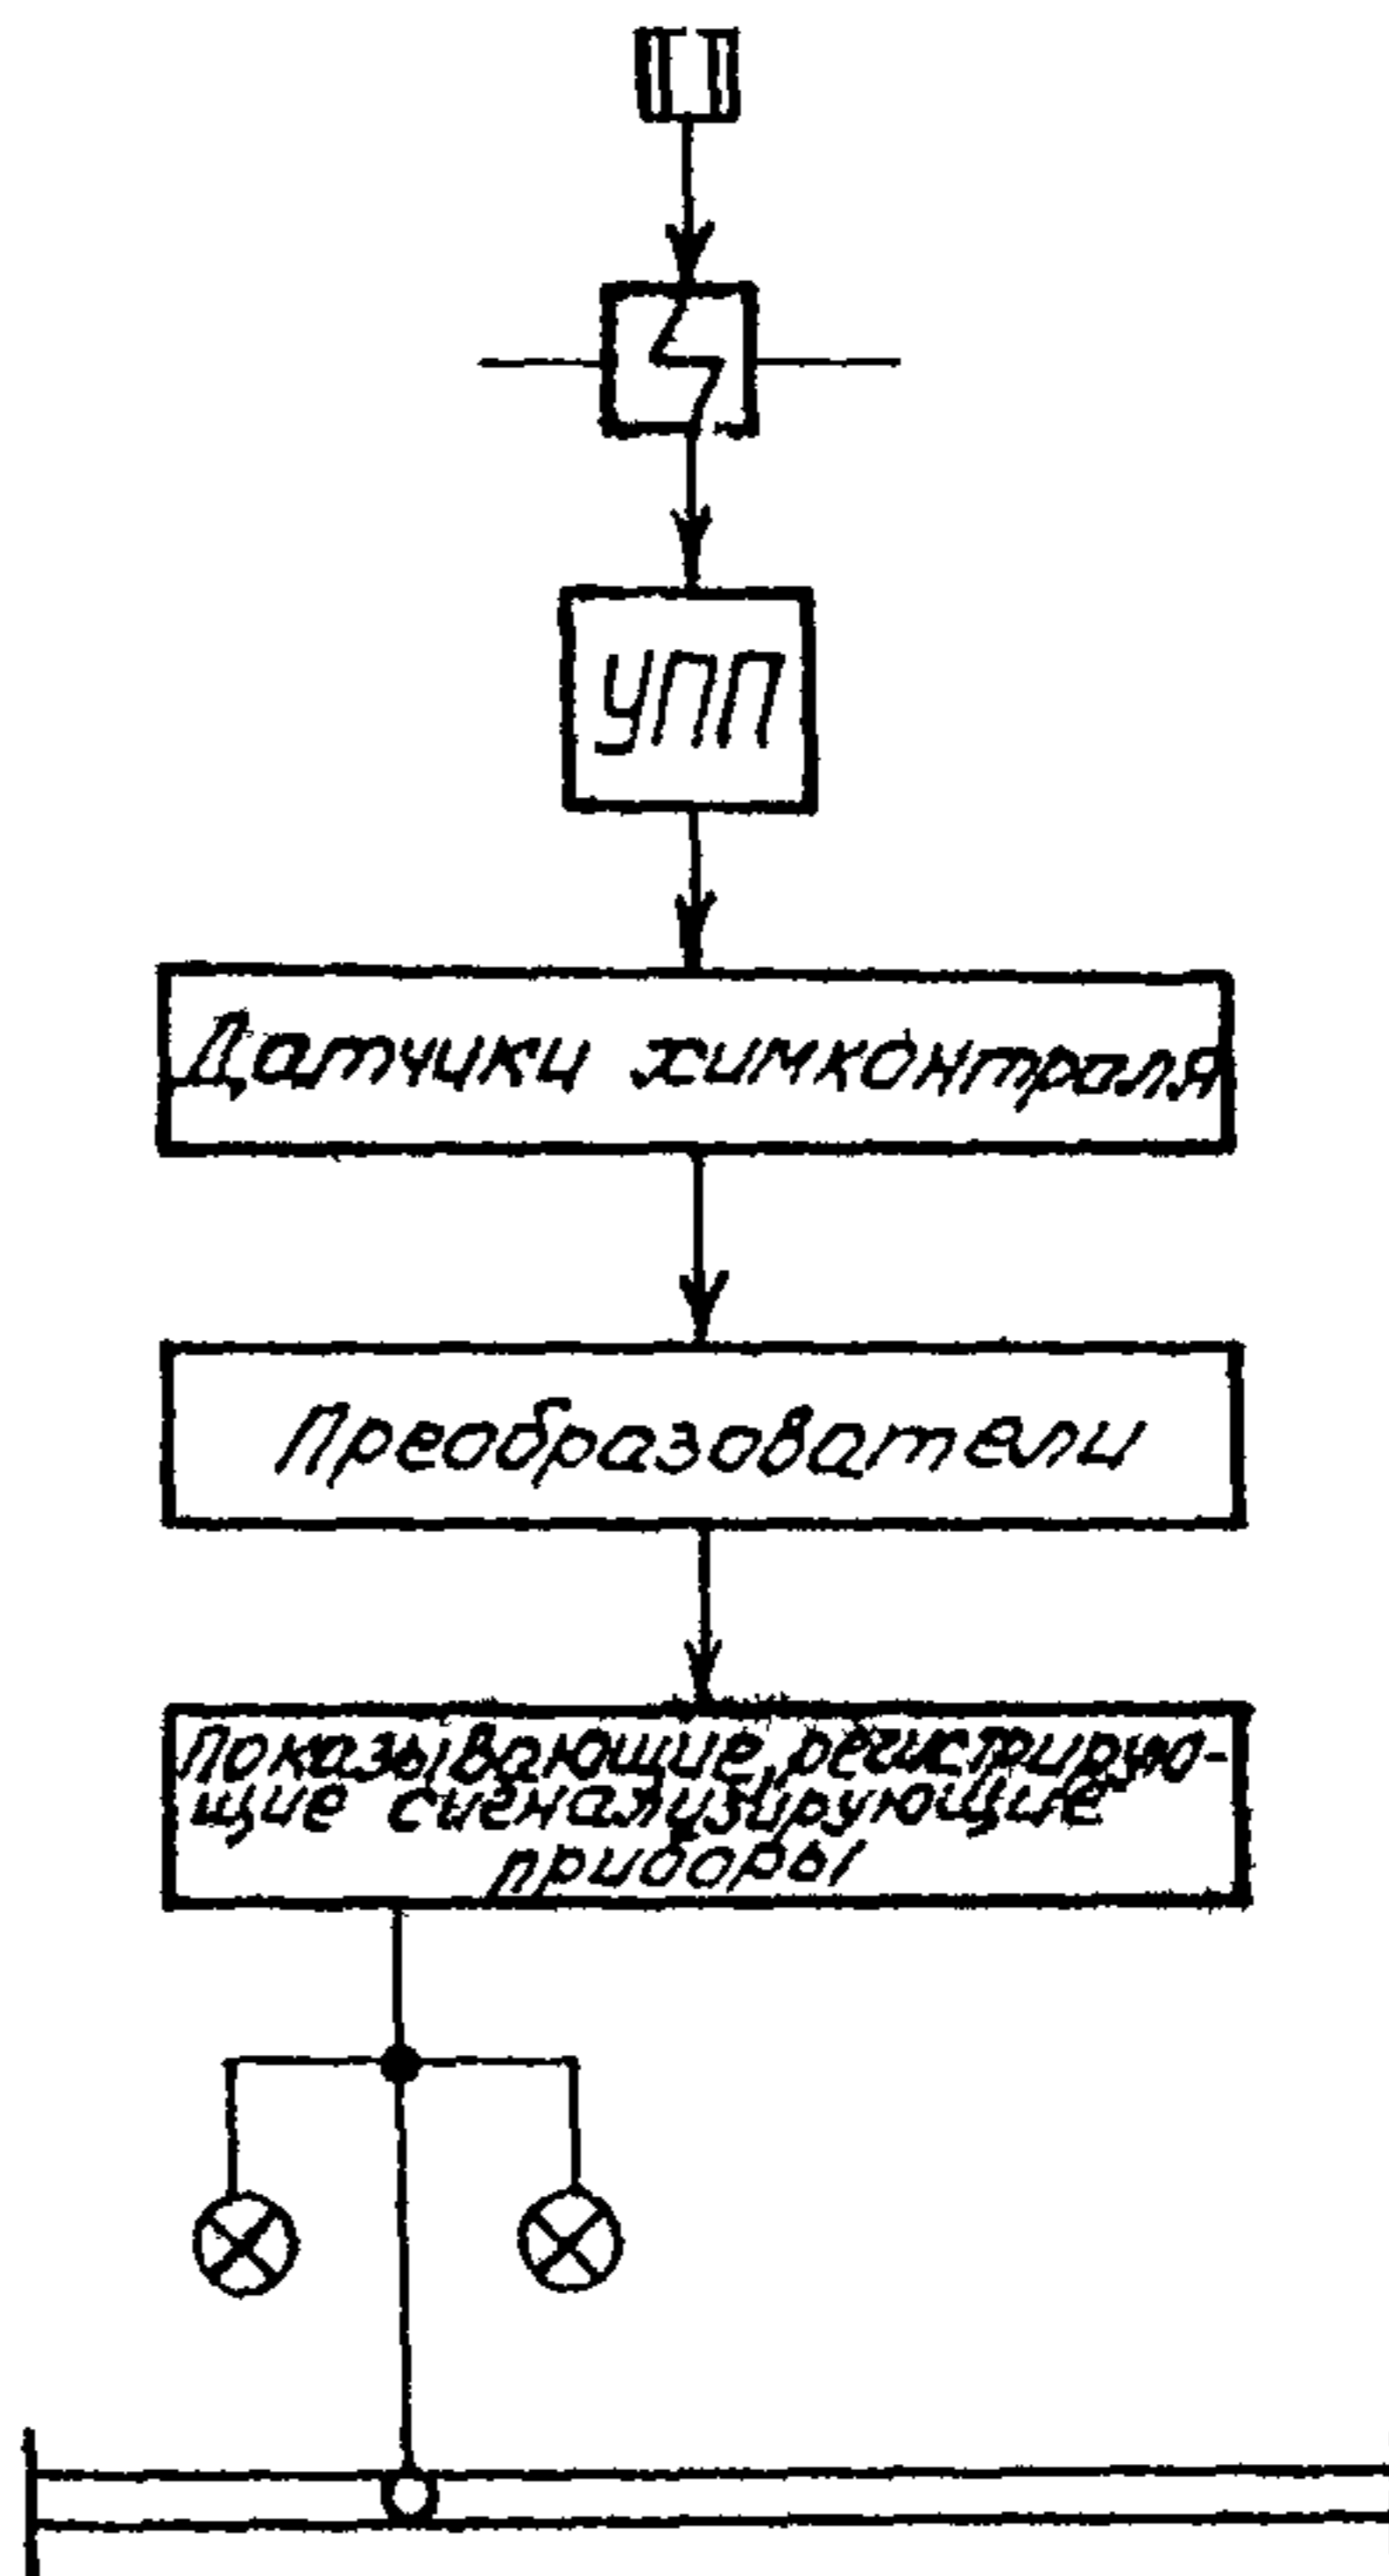 УПП
Датчики химконтроля
Преобразователи
Показывающие, регистрирую-
щие сигнализирующие
приборы